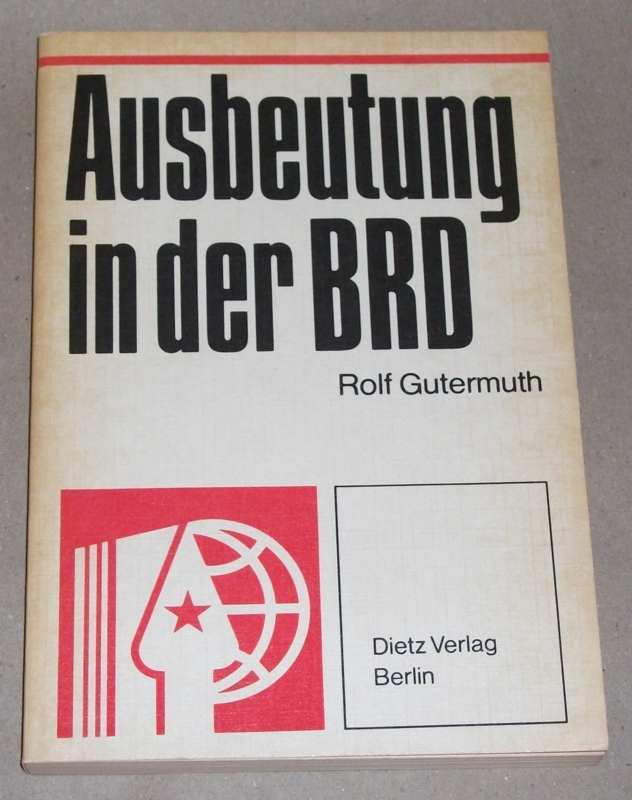 Ausbeutung
in der BRD
Rolf Gutermuth
Dietz Verlag
Berlin